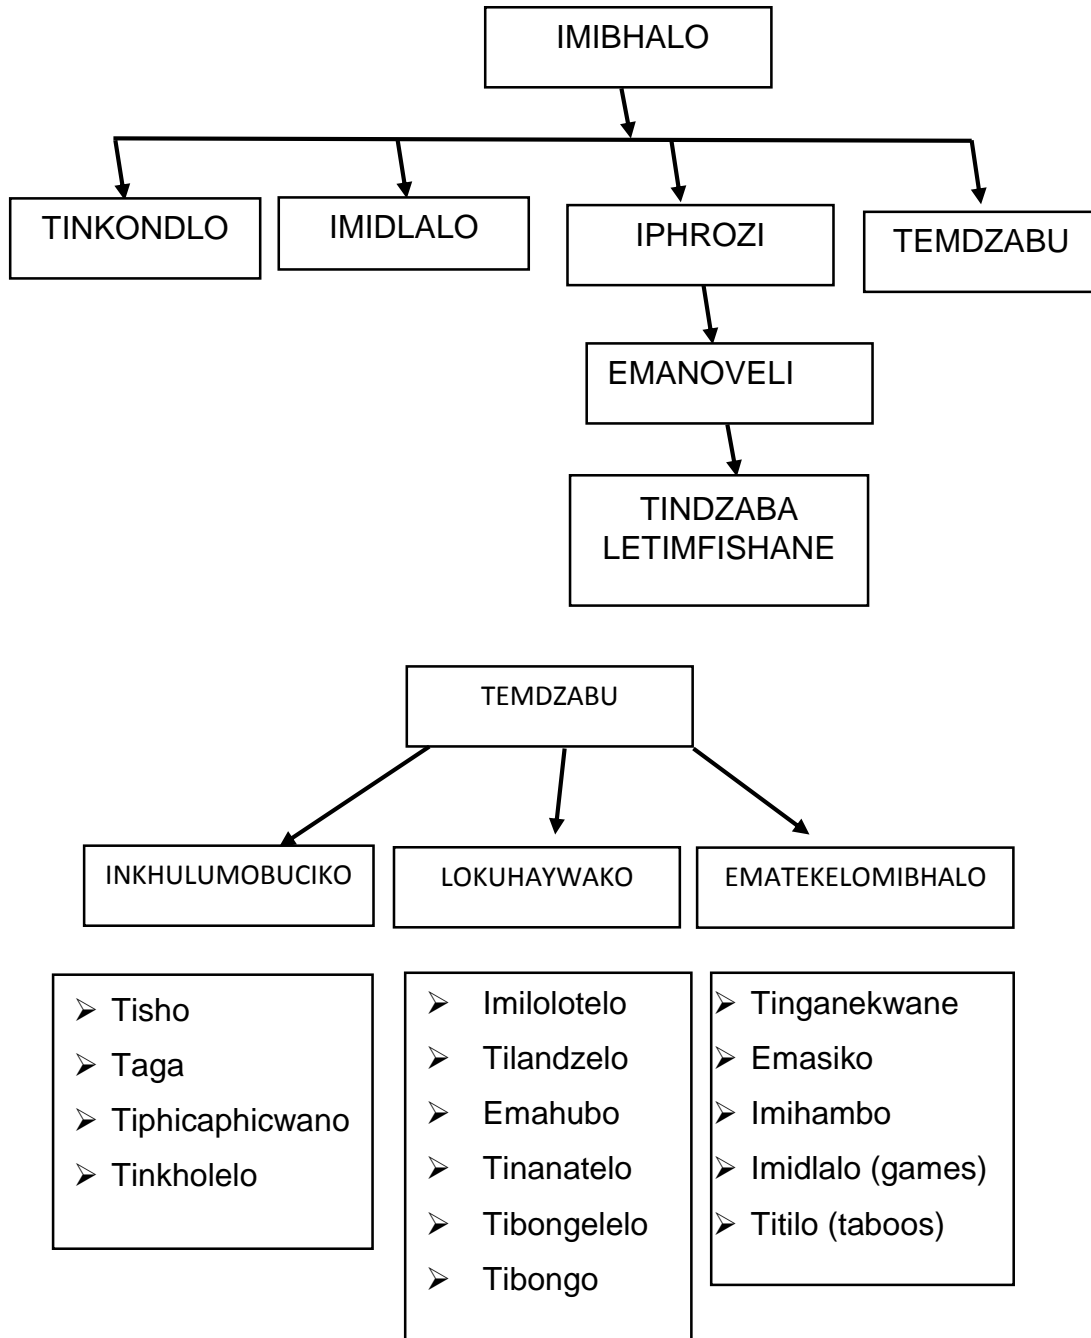 IMIBHALO
TINKONDLO
IMIDLALO
IPHROZI
TEMDZABU
EMANOVELI
TINDZABA
LETIMFISHANE
TEMDZABU
INKHULUMOBUCIKO
LOKUHAYWAKO
EMATEKELOMIBHALO
➢ Tisho
➢ Taga
➢ Tiphicaphicwano
➢ Tinkholelo
➢ Imilolotelo
➢ Tilandzelo
➢ Emahubo
➢ Tinanatelo
➢ Tibongelelo
➢ Tibongo
➢ Tinganekwane
➢ Emasiko
➢ Imihambo
➢ Imidlalo (games)
➢ Titilo (taboos)